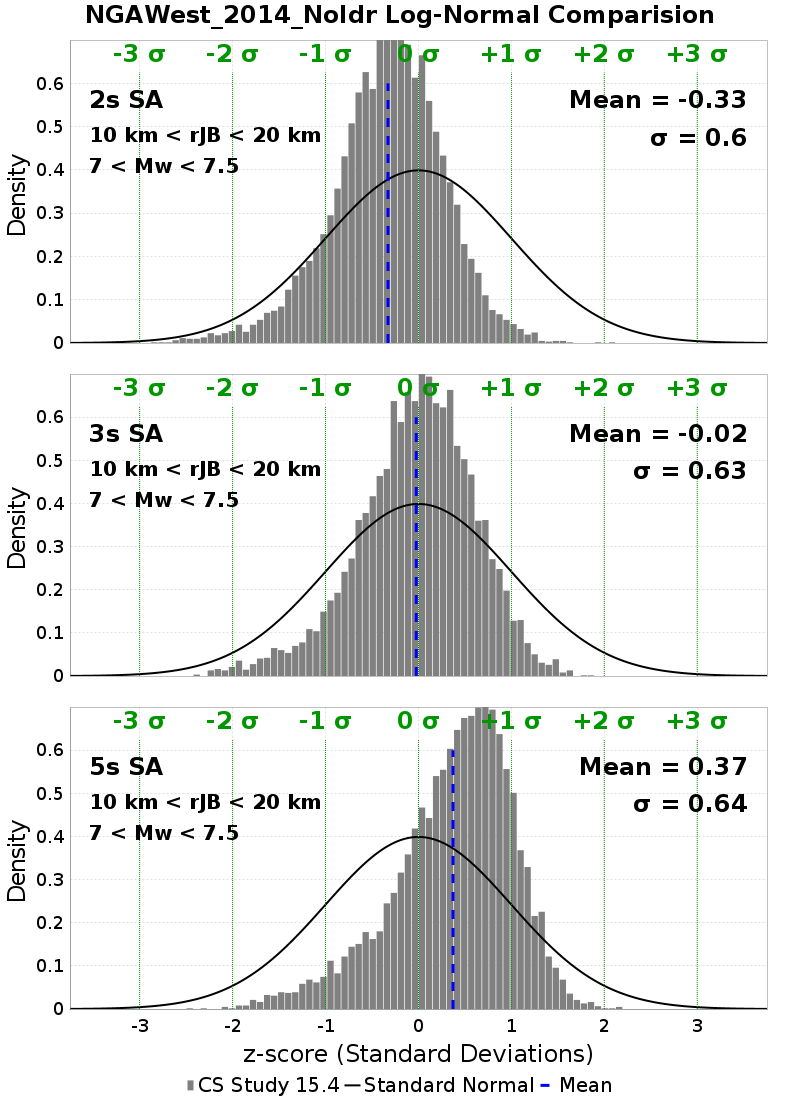 NGAWest_2014_NoIdr Log-Normal Comparision
-3 σ -2 σ -1 σ 0 σ +1 σ +2 σ +3 σ
2s SA
Mean = -0.33
10 km < rJB < 20 km
σ = 0.6
7 < Mw < 7.5
Density
0.6
0.5
0.4
0.3
0.2
0.1
0
-3 σ -2 σ -1 σ 0 σ +1 σ +2 σ +3 σ
3s SA
Mean = -0.02
10 km < rJB < 20 km
σ = 0.63
7 < Mw < 7.5
Density
0.6
0.5
0.4
0.3
0.2
0.1
0
-3 σ -2 σ -1 σ 0 σ +1 σ +2 σ +3 σ
5s SA
Mean = 0.37
10 km < rJB < 20 km
σ = 0.64
7 < Mw < 7.5
Density
0.6
0.5
0.4
0.3
0.2
0.1
0
-3 -2 -1 0 1 2 3
z-score (Standard Deviations)
CS Study 15.4 Standard Normal Mean